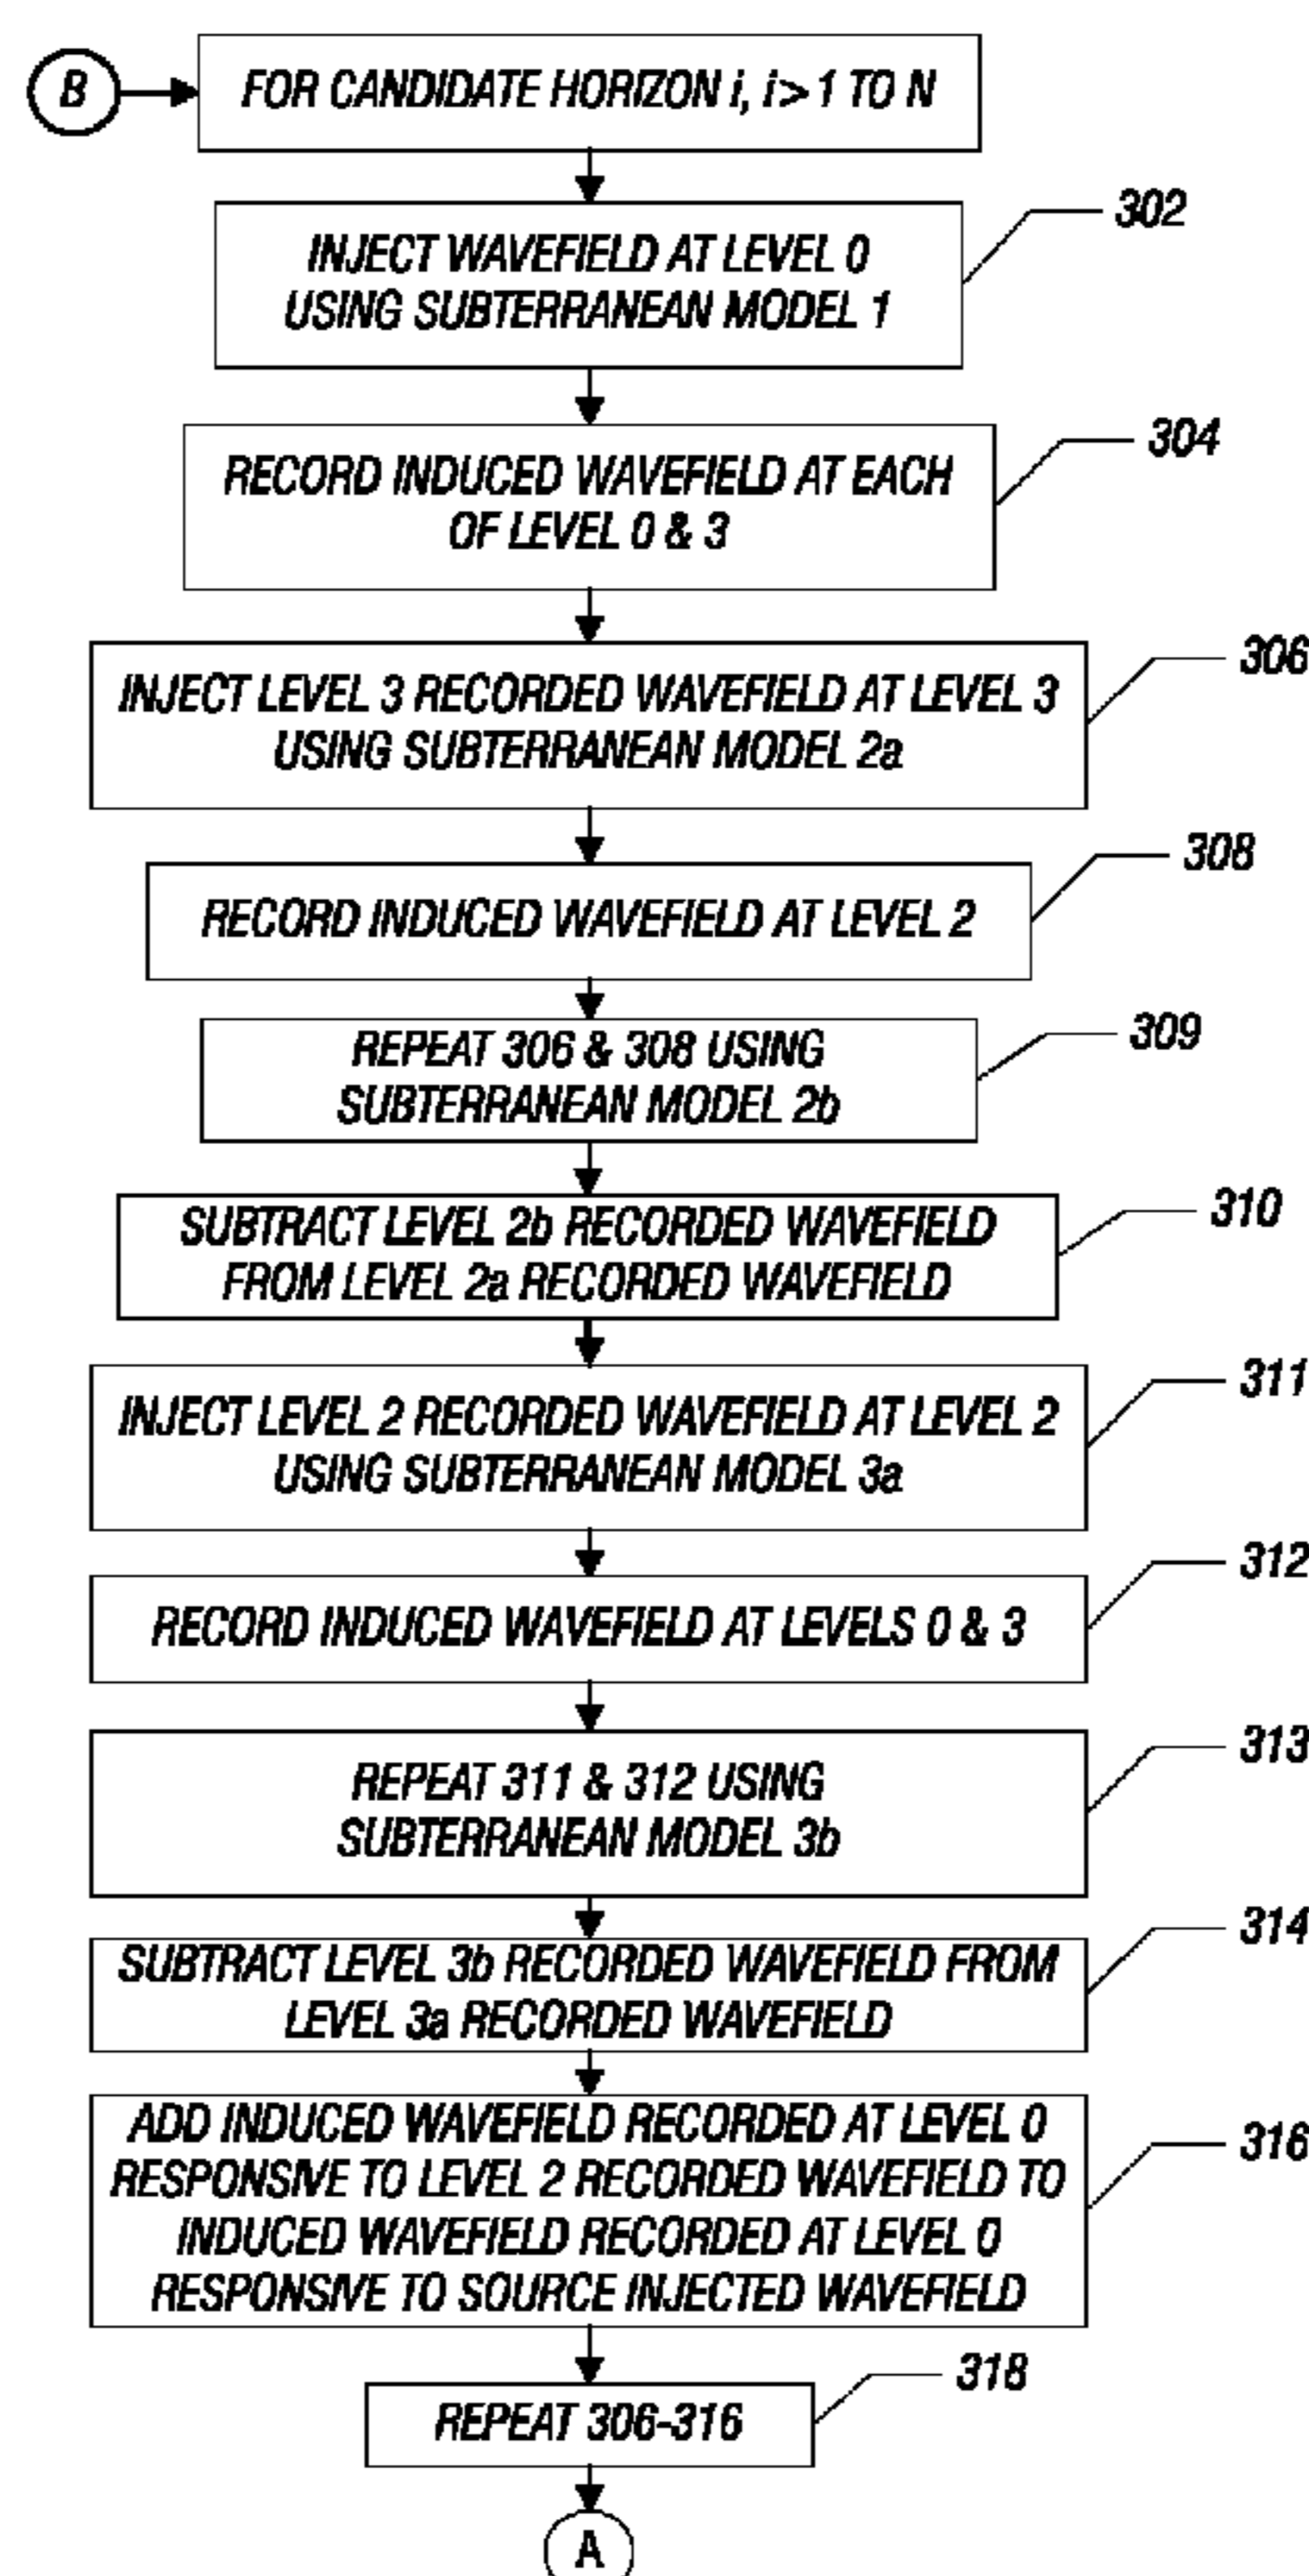 B
FOR CANDIDATE HORIZON i, i > 1 TO N
302
INJECT WAVEFIELD AT LEVEL 0
USING SUBTERRANEAN MODEL 1
304
RECORD INDUCED WAVEFIELD AT EACH
OF LEVEL 0 & 3
306
INJECT LEVEL 3 RECORDED WAVEFIELD AT LEVEL 3
USING SUBTERRANEAN MODEL 2a
308
RECORD INDUCED WAVEFIELD AT LEVEL 2
309
REPEAT 306 & 308 USING
SUBTERRANEAN MODEL 2b
310
SUBTRACT LEVEL 2b RECORDED WAVEFIELD
FROM LEVEL 2a RECORDED WAVEFIELD
311
INJECT LEVEL 2 RECORDED WAVEFIELD AT LEVEL 2
USING SUBTERRANEAN MODEL 3a
312
RECORD INDUCED WAVEFIELD AT LEVELS 0 & 3
313
REPEAT 311 & 312 USING
SUBTERRANEAN MODEL 3b
314
SUBTRACT LEVEL 3b RECORDED WAVEFIELD FROM
LEVEL 3a RECORDED WAVEFIELD
316
ADD INDUCED WAVEFIELD RECORDED AT LEVEL 0
RESPONSIVE TO LEVEL 2 RECORDED WAVEFIELD TO
INDUCED WAVEFIELD RECORDED AT LEVEL 0
RESPONSIVE TO SOURCE INJECTED WAVEFIELD
318
REPEAT 306-316
A